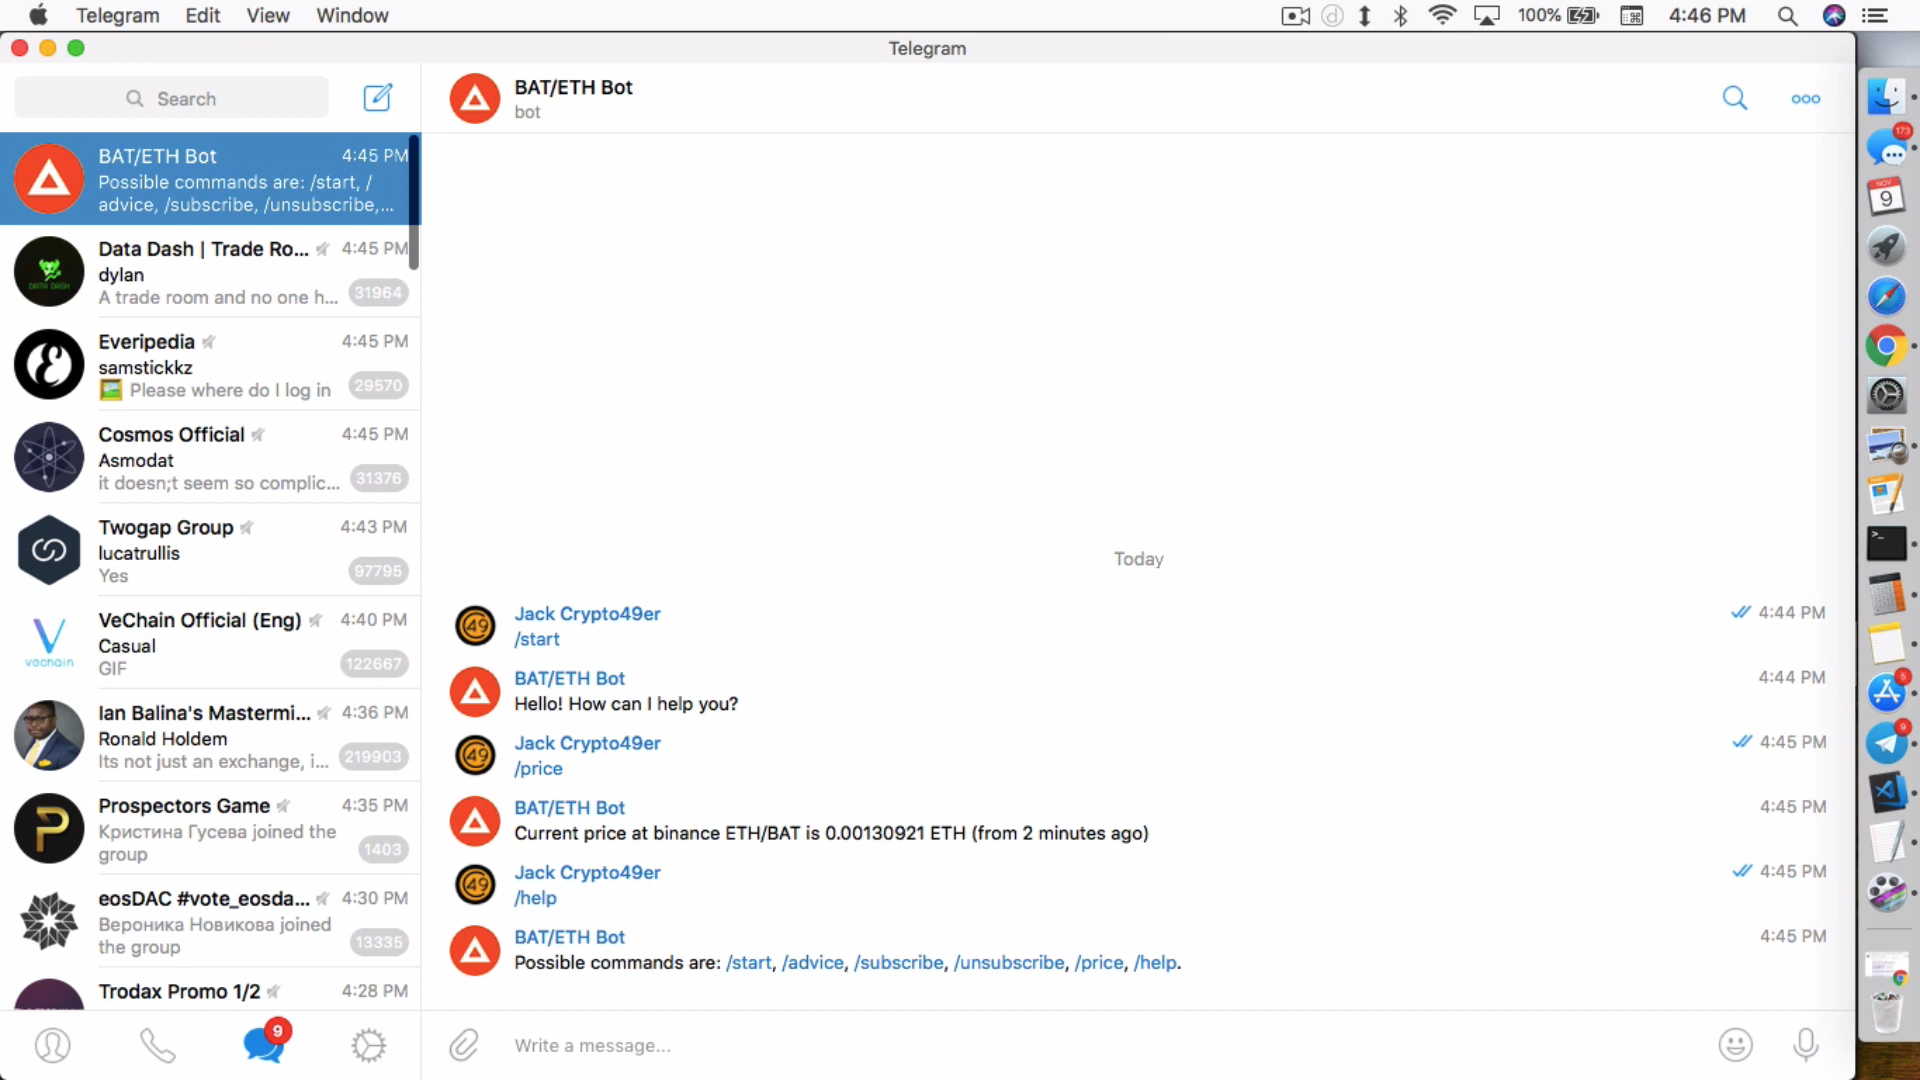 Telegram Edit View Window
100%
4:46 PM
Telegram
Search
BAT/ETH Bot
bot
BAT/ETH Bot 4:45 PM
Possible commands are: /start, /
advice, /subscribe, /unsubscribe,...
Data Dash | Trade Ro... 4:45 PM
dylan
A trade room and no one h... 31964
DATA DASH
Everipedia 4:45 PM
samstickkz
Please where do I log in 29570
Cosmos Official 4:45 PM
Asmodat
it doesn;t seem so complic... 31376
Twogap Group 4:43 PM
lucatrullis
Yes 97795
VeChain Official (Eng) 4:40 PM
Casual
GIF 122667
vechain
Ian Balina's Mastermi... 4:36 PM
Ronald Holdem
Its not just an exchange, i... 219903
Prospectors Game 4:35 PM
Кристина Гусева joined the
group 1403
eosDAC #vote_eosda... 4:30 PM
Вероника Новикова joined
the group 13335
Trodax Promo 1/2 4:28 PM
9
Today
Jack Crypto49er 4:44 PM
/start
BAT/ETH Bot 4:44 PM
Hello! How can I help you?
Jack Crypto49er 4:45 PM
/price
BAT/ETH Bot 4:45 PM
Current price at binance ETH/BAT is 0.00130921 ETH (from 2 minutes ago)
Jack Crypto49er 4:45 PM
/help
BAT/ETH Bot 4:45 PM
Possible commands are: /start, /advice, /subscribe, /unsubscribe, /price, /help.
Write a message...
173
NOV
9
5
9